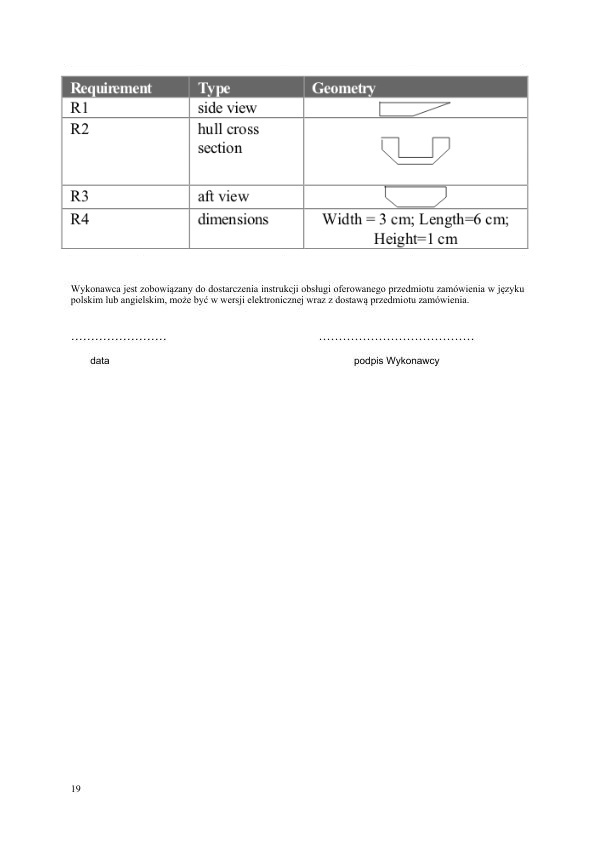 Requirement Type Geometry
R1 side view
R2 hull cross
section
R3 aft view
R4 dimensions Width = 3 cm; Length=6 cm;
Height=1 cm
Wykonawca jest zobowiązany do dostarczenia instrukcji obsługi oferowanego przedmiotu zamówienia w języku
polskim lub angielskim, może być w wersji elektronicznej wraz z dostawą przedmiotu zamówienia.
…………………… …………………………………
data podpis Wykonawcy
19